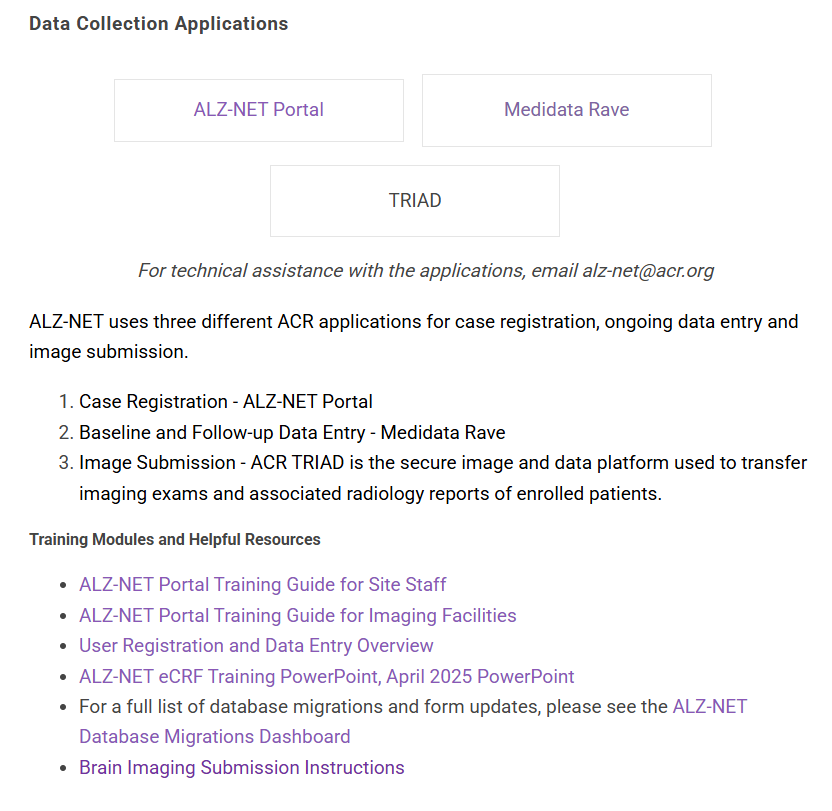 Data Collection Applications
ALZ-NET Portal
Medidata Rave
TRIAD
For technical assistance with the applications, email alz-net@acr.org
ALZ-NET uses three different ACR applications for case registration, ongoing data entry and
image submission.
1. Case Registration - ALZ-NET Portal
2. Baseline and Follow-up Data Entry - Medidata Rave
3. Image Submission - ACR TRIAD is the secure image and data platform used to transfer
imaging exams and associated radiology reports of enrolled patients.
Training Modules and Helpful Resources
• ALZ-NET Portal Training Guide for Site Staff
• ALZ-NET Portal Training Guide for Imaging Facilities
• User Registration and Data Entry Overview
• ALZ-NET eCRF Training PowerPoint, April 2025 PowerPoint
• For a full list of database migrations and form updates, please see the ALZ-NET
Database Migrations Dashboard
• Brain Imaging Submission Instructions